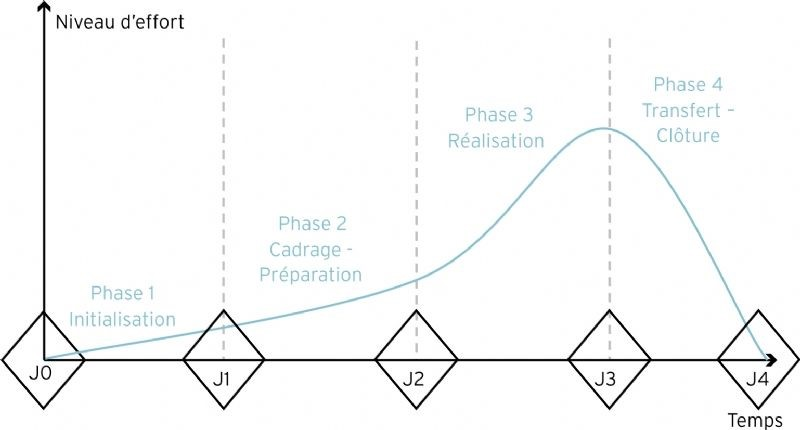 Niveau d'effort
Phase 1
Initialisation
Phase 2
Cadrage -
Préparation
Phase 3
Réalisation
Phase 4
Transfert -
Clôture
J0
J1
J2
J3
J4
Temps